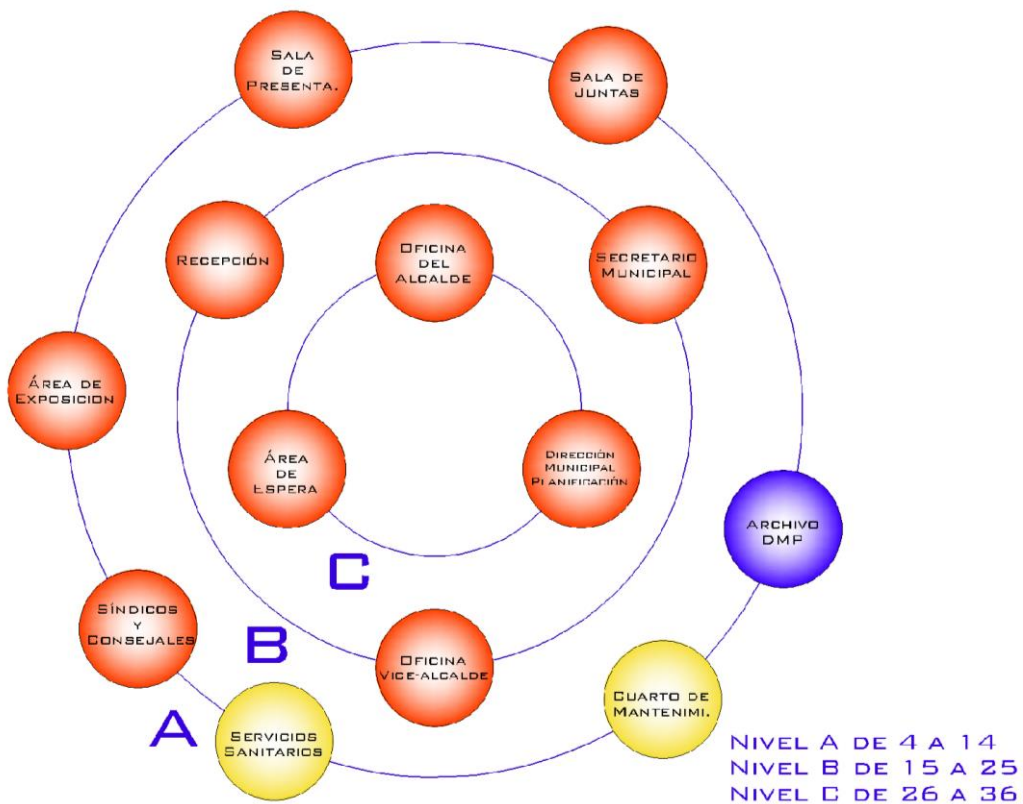 SALA
DE
PRESENTA.
SALA DE
JUNTAS
RECEPCIÓN
OFICINA
DEL
ALCALDE
SECRETARIO
MUNICIPAL
ÁREA DE
EXPOSICION
ÁREA
DE
ESPERA
DIRECCIÓN
MUNICIPAL
PLANIFICACIÓN
ARCHIVO
DMP
C
SÍNDICOS
Y
CONSEJALES
B
OFICINA
VICE-ALCALDE
CUARTO DE
MANTENIMI.
A
SERVICIOS
SANITARIOS
NIVEL A DE 4 A 14
NIVEL B DE 15 A 25
NIVEL C DE 26 A 36